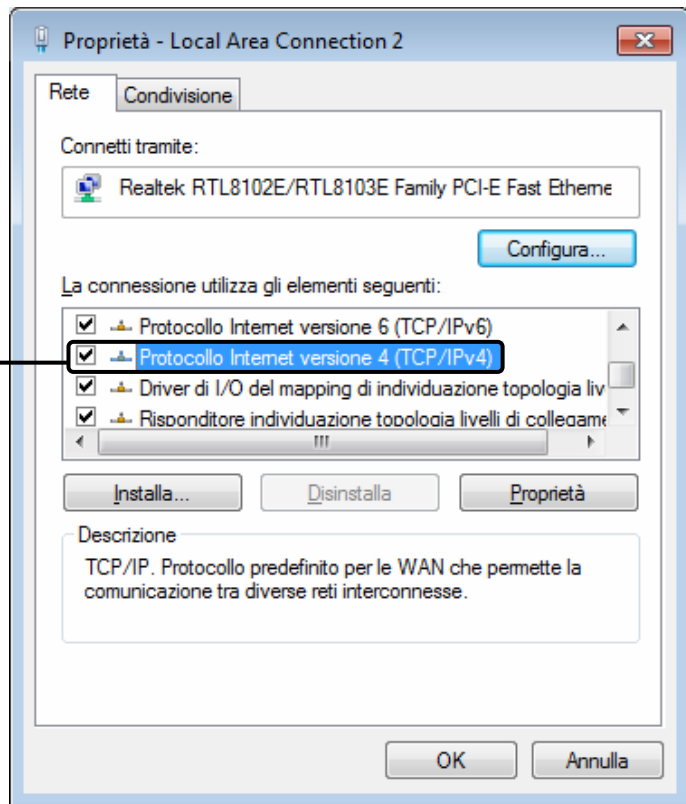 Proprietà - Local Area Connection 2
Rete
Condivisione
Connetti tramite:
Realtek RTL8102E/RTL8103E Family PCI-E Fast Etherne
Configura...
La connessione utilizza gli elementi seguenti:
Protocollo Internet versione 6 (TCP/IPv6)
Protocollo Internet versione 4 (TCP/IPv4)
Driver di I/O del mapping di individuazione topologia liv
Risponditore individuazione topologia livelli di collegame
Installa...
Disinstalla
Proprietà
Descrizione
TCP/IP. Protocollo predefinito per le WAN che permette la
comunicazione tra diverse reti interconnesse.
OK
Annulla